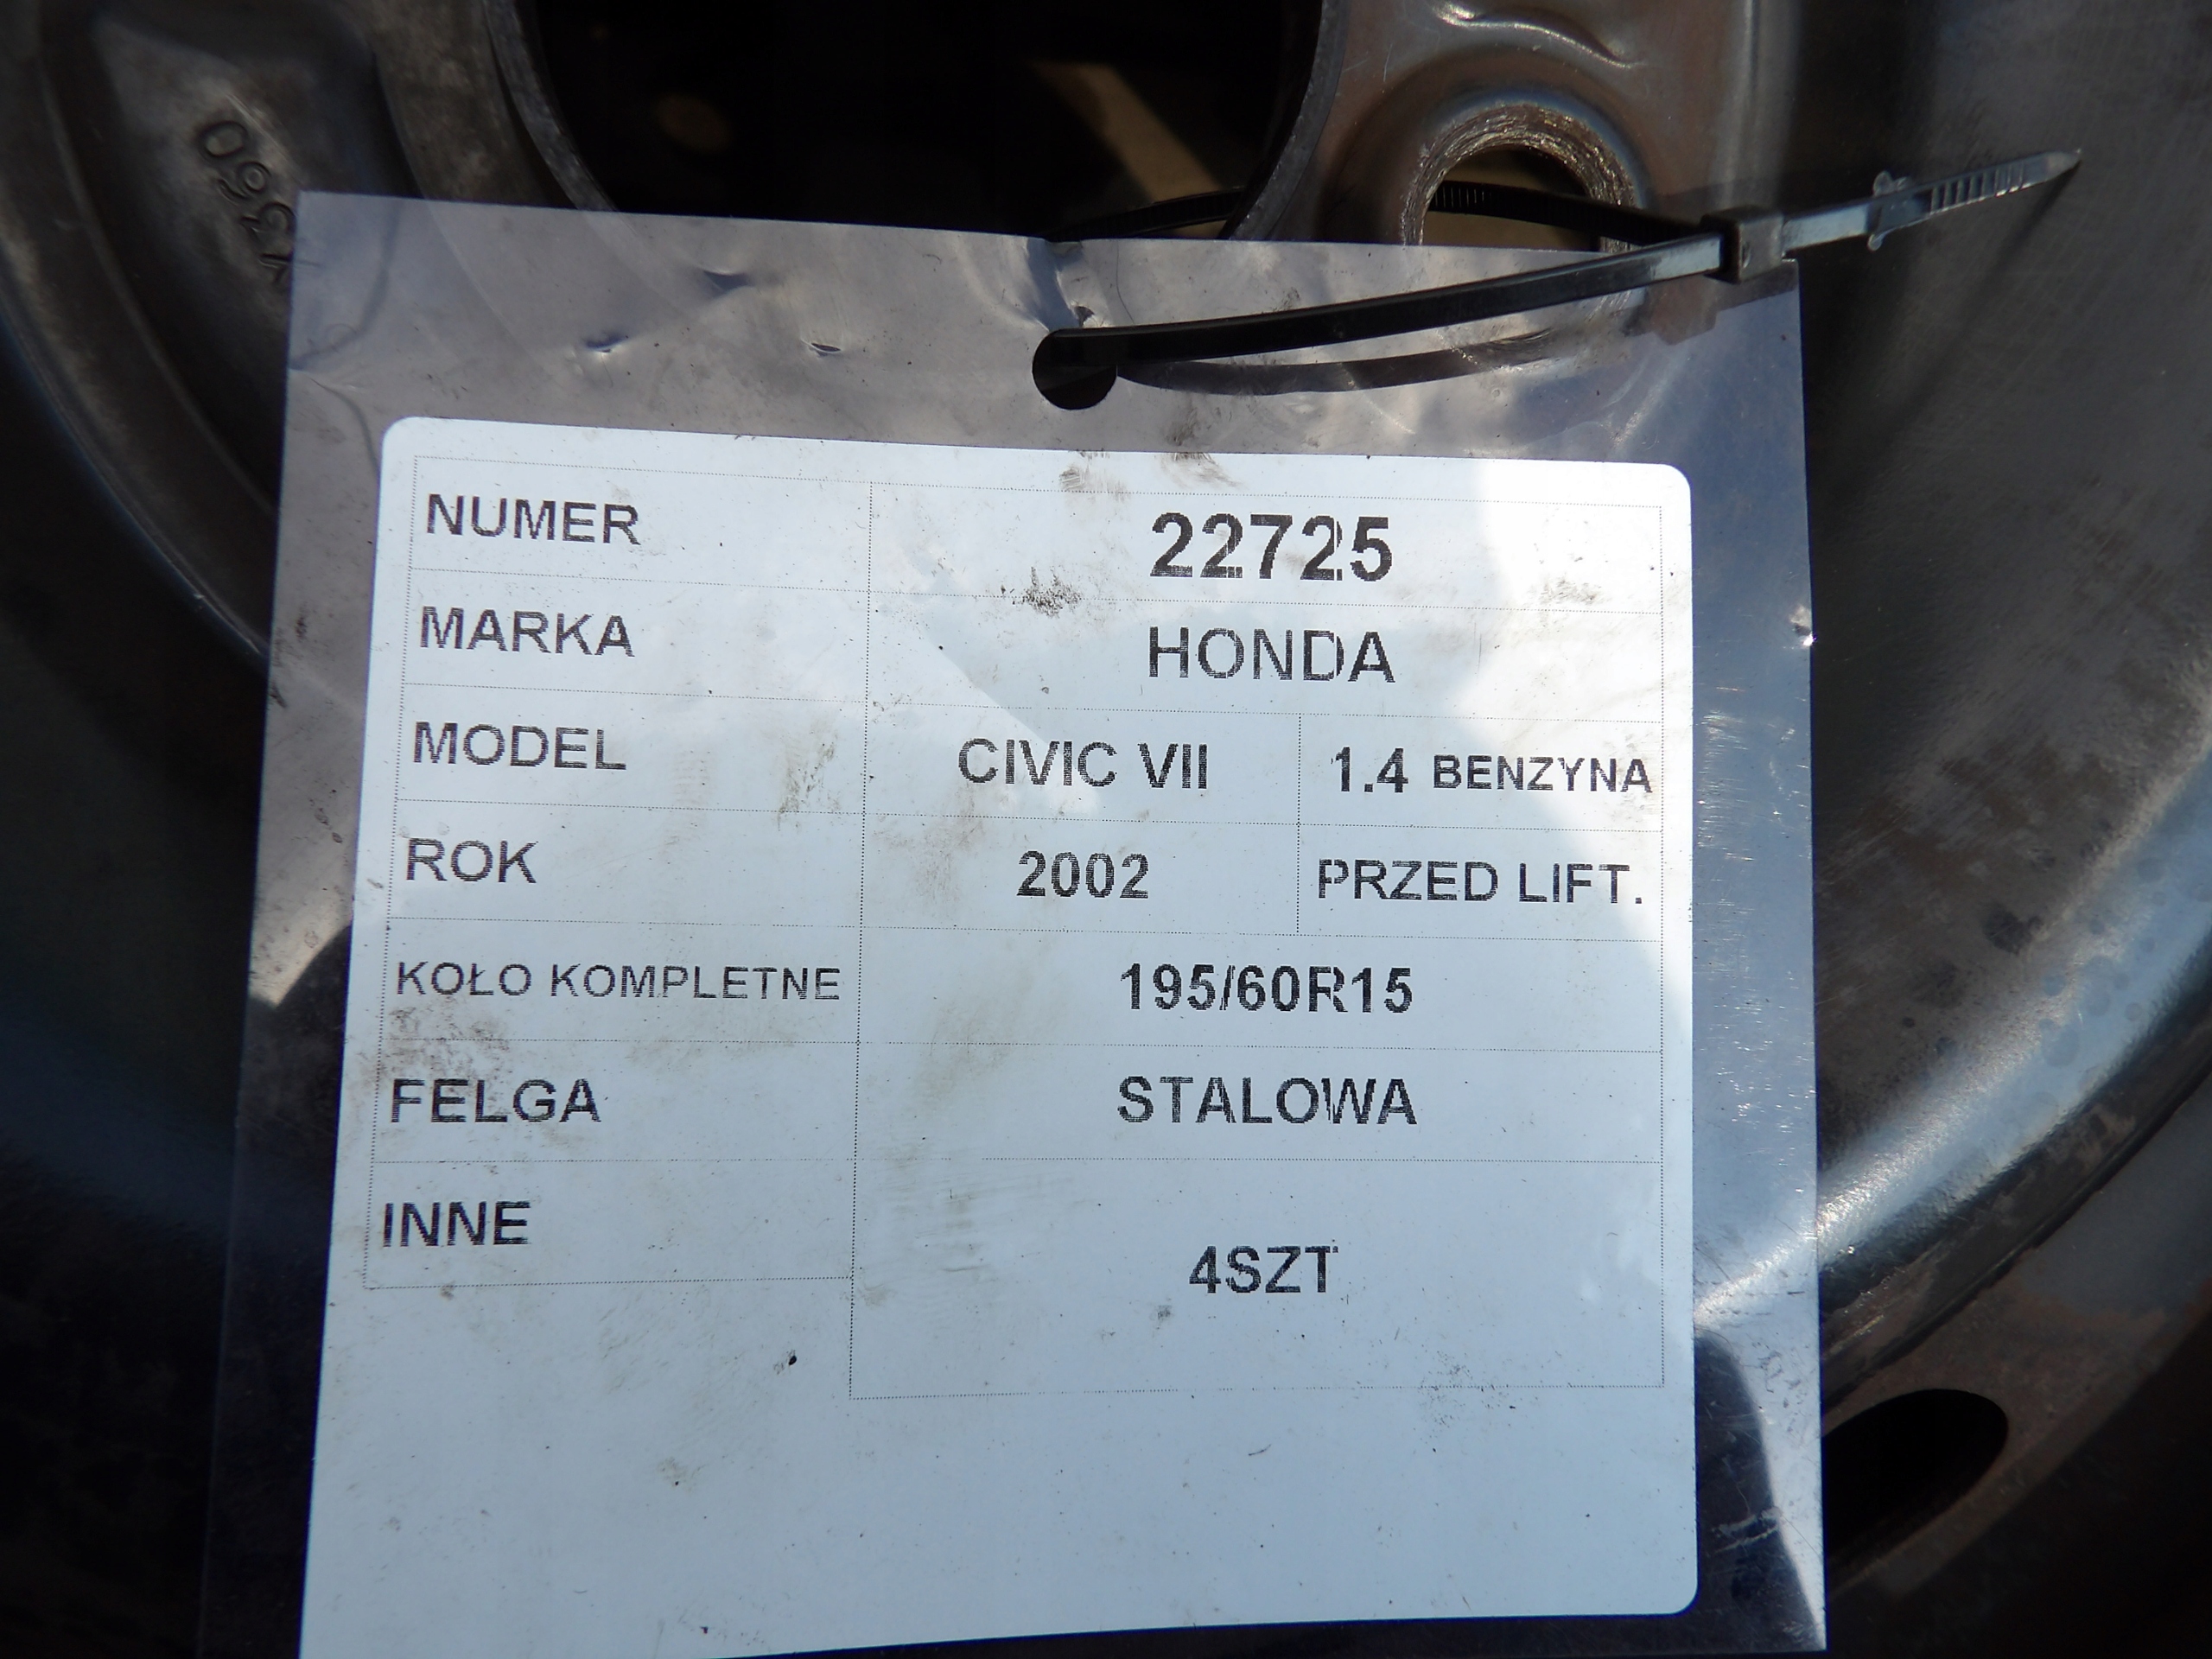 NUMER 22725
MARKA HONDA
MODEL CIVIC VII 1.4 BENZYNA
ROK 2002 PRZED LIFT.
KOŁO KOMPLETNE 195/60R15
FELGA STALOWA
INNE 4SZT